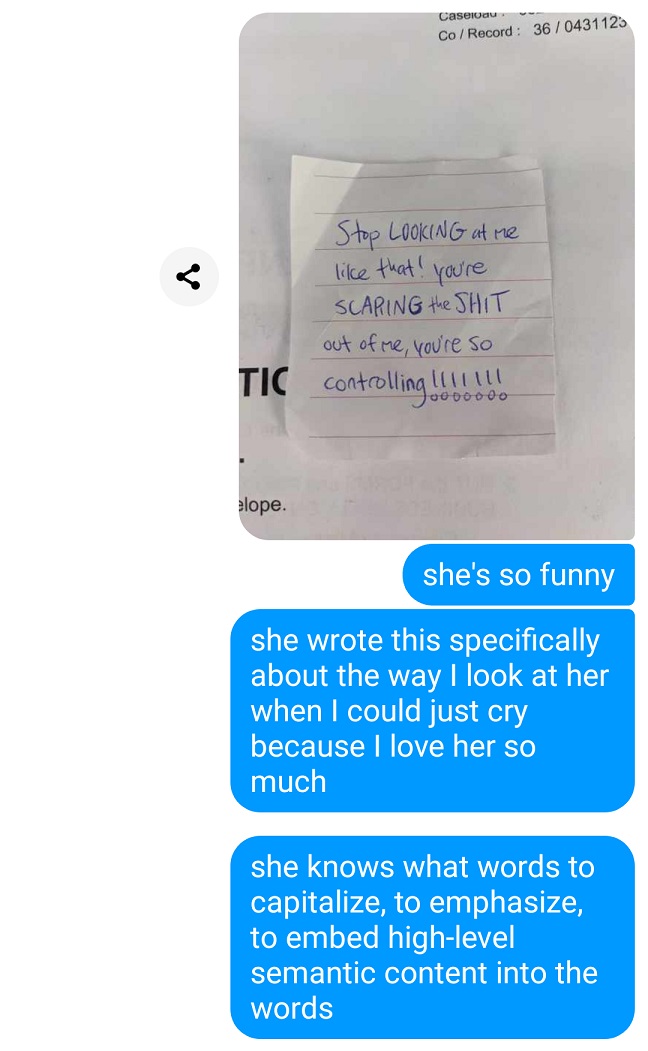 Caseload :
Co / Record : 36 / 0431123
Stop LOOKING at me
like that! you're
SCARING the SHIT
out of me, you're so
controlling!!!!!!!
TIC
.
elope.
she's so funny
she wrote this specifically
about the way I look at her
when I could just cry
because I love her so
much
she knows what words to
capitalize, to emphasize,
to embed high-level
semantic content into the
words